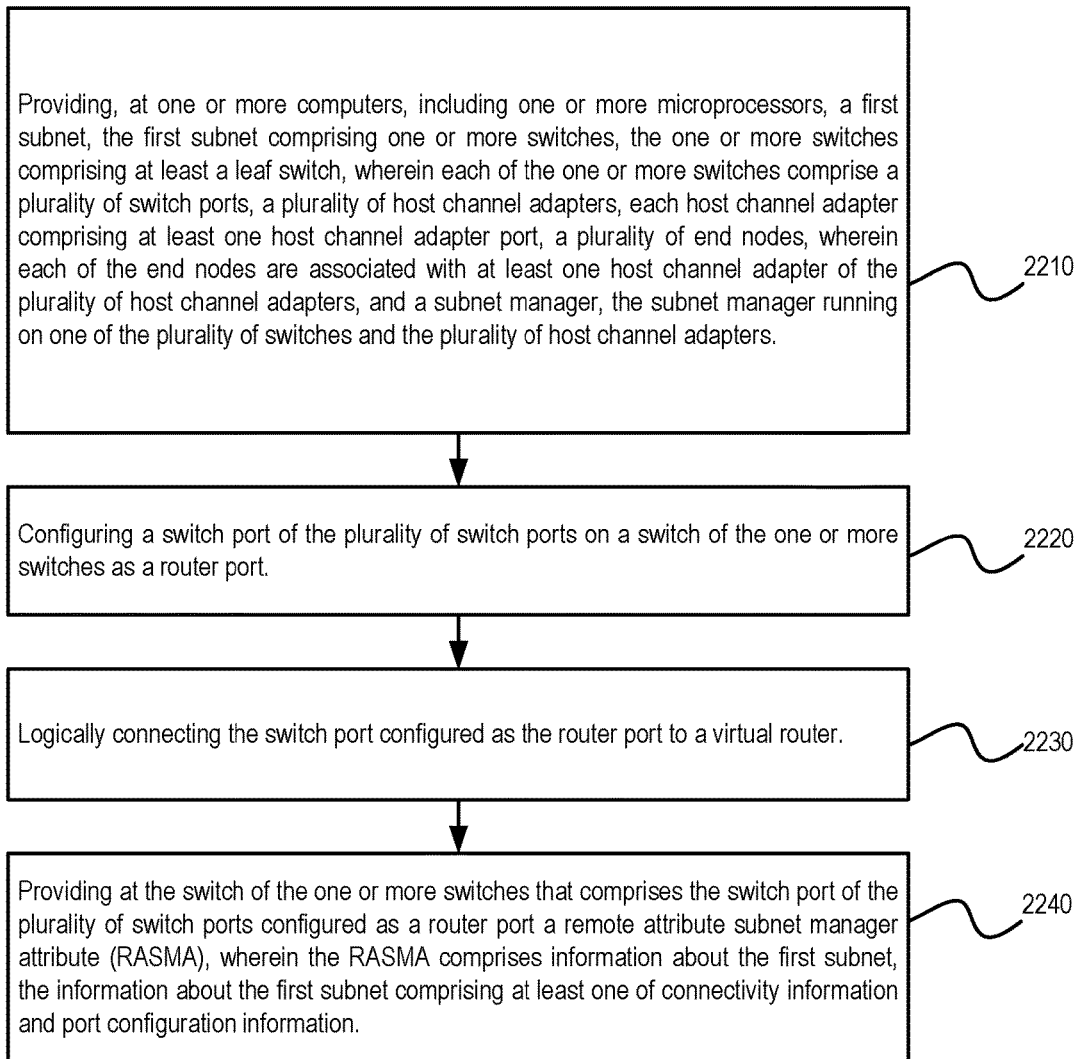 Providing, at one or more computers, including one or more microprocessors, a first
subnet, the first subnet comprising one or more switches, the one or more switches
comprising at least a leaf switch, wherein each of the one or more switches comprise a
plurality of switch ports, a plurality of host channel adapters, each host channel adapter
comprising at least one host channel adapter port, a plurality of end nodes, wherein
each of the end nodes are associated with at least one host channel adapter of the
plurality of host channel adapters, and a subnet manager, the subnet manager running
on one of the plurality of switches and the plurality of host channel adapters.
2210
Configuring a switch port of the plurality of switch ports on a switch of the one or more
switches as a router port.
2220
Logically connecting the switch port configured as the router port to a virtual router.
2230
Providing at the switch of the one or more switches that comprises the switch port of the
plurality of switch ports configured as a router port a remote attribute subnet manager
attribute (RASMA), wherein the RASMA comprises information about the first subnet,
the information about the first subnet comprising at least one of connectivity information
and port configuration information.
2240